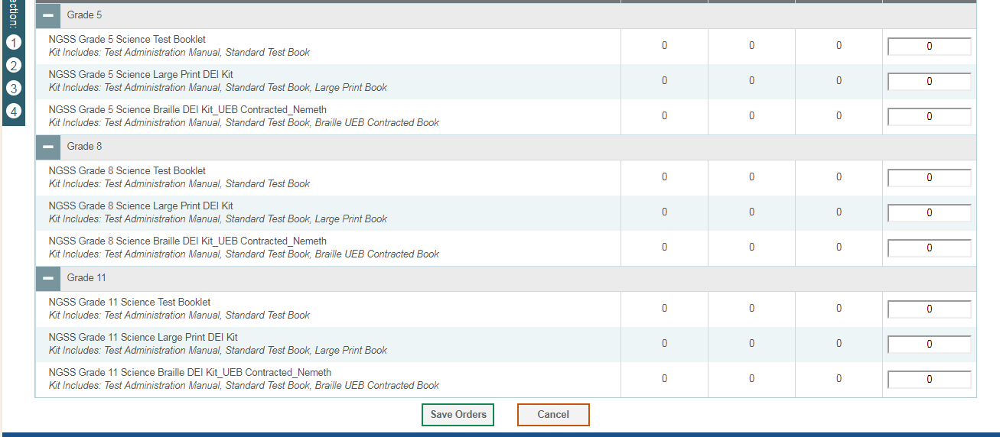 ection:
1
2
3
4
Grade 5
NGSS Grade 5 Science Test Booklet
Kit Includes: Test Administration Manual, Standard Test Book
0 0 0 0
NGSS Grade 5 Science Large Print DEI Kit
Kit Includes: Test Administration Manual, Standard Test Book, Large Print Book
0 0 0 0
NGSS Grade 5 Science Braille DEI Kit_UEB Contracted_Nemeth
Kit Includes: Test Administration Manual, Standard Test Book, Braille UEB Contracted Book
0 0 0 0
Grade 8
NGSS Grade 8 Science Test Booklet
Kit Includes: Test Administration Manual, Standard Test Book
0 0 0 0
NGSS Grade 8 Science Large Print DEI Kit
Kit Includes: Test Administration Manual, Standard Test Book, Large Print Book
0 0 0 0
NGSS Grade 8 Science Braille DEI Kit_UEB Contracted_Nemeth
Kit Includes: Test Administration Manual, Standard Test Book, Braille UEB Contracted Book
0 0 0 0
Grade 11
NGSS Grade 11 Science Test Booklet
Kit Includes: Test Administration Manual, Standard Test Book
0 0 0 0
NGSS Grade 11 Science Large Print DEI Kit
Kit Includes: Test Administration Manual, Standard Test Book, Large Print Book
0 0 0 0
NGSS Grade 11 Science Braille DEI Kit_UEB Contracted_Nemeth
Kit Includes: Test Administration Manual, Standard Test Book, Braille UEB Contracted Book
0 0 0 0
Save Orders Cancel